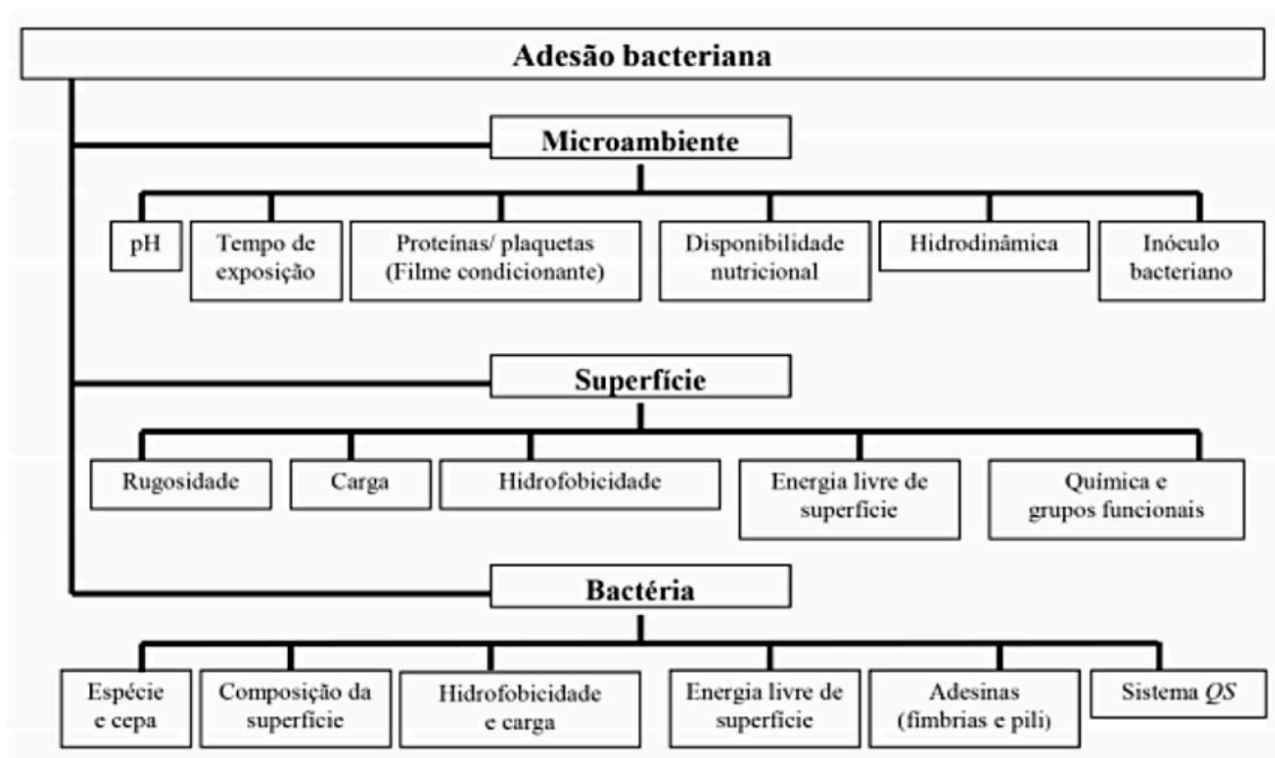 Adesão bacteriana
Microambiente
pH
Tempo de
exposição
Proteínas/ plaquetas
(Filme condicionante)
Disponibilidade
nutricional
Hidrodinâmica
Inóculo
bacteriano
Superfície
Rugosidade
Carga
Hidrofobicidade
Energia livre de
superfície
Química e
grupos funcionais
Bactéria
Espécie
e cepa
Composição da
superfície
Hidrofobicidade
e carga
Energia livre de
superfície
Adesinas
(fímbrias e pili)
Sistema QS